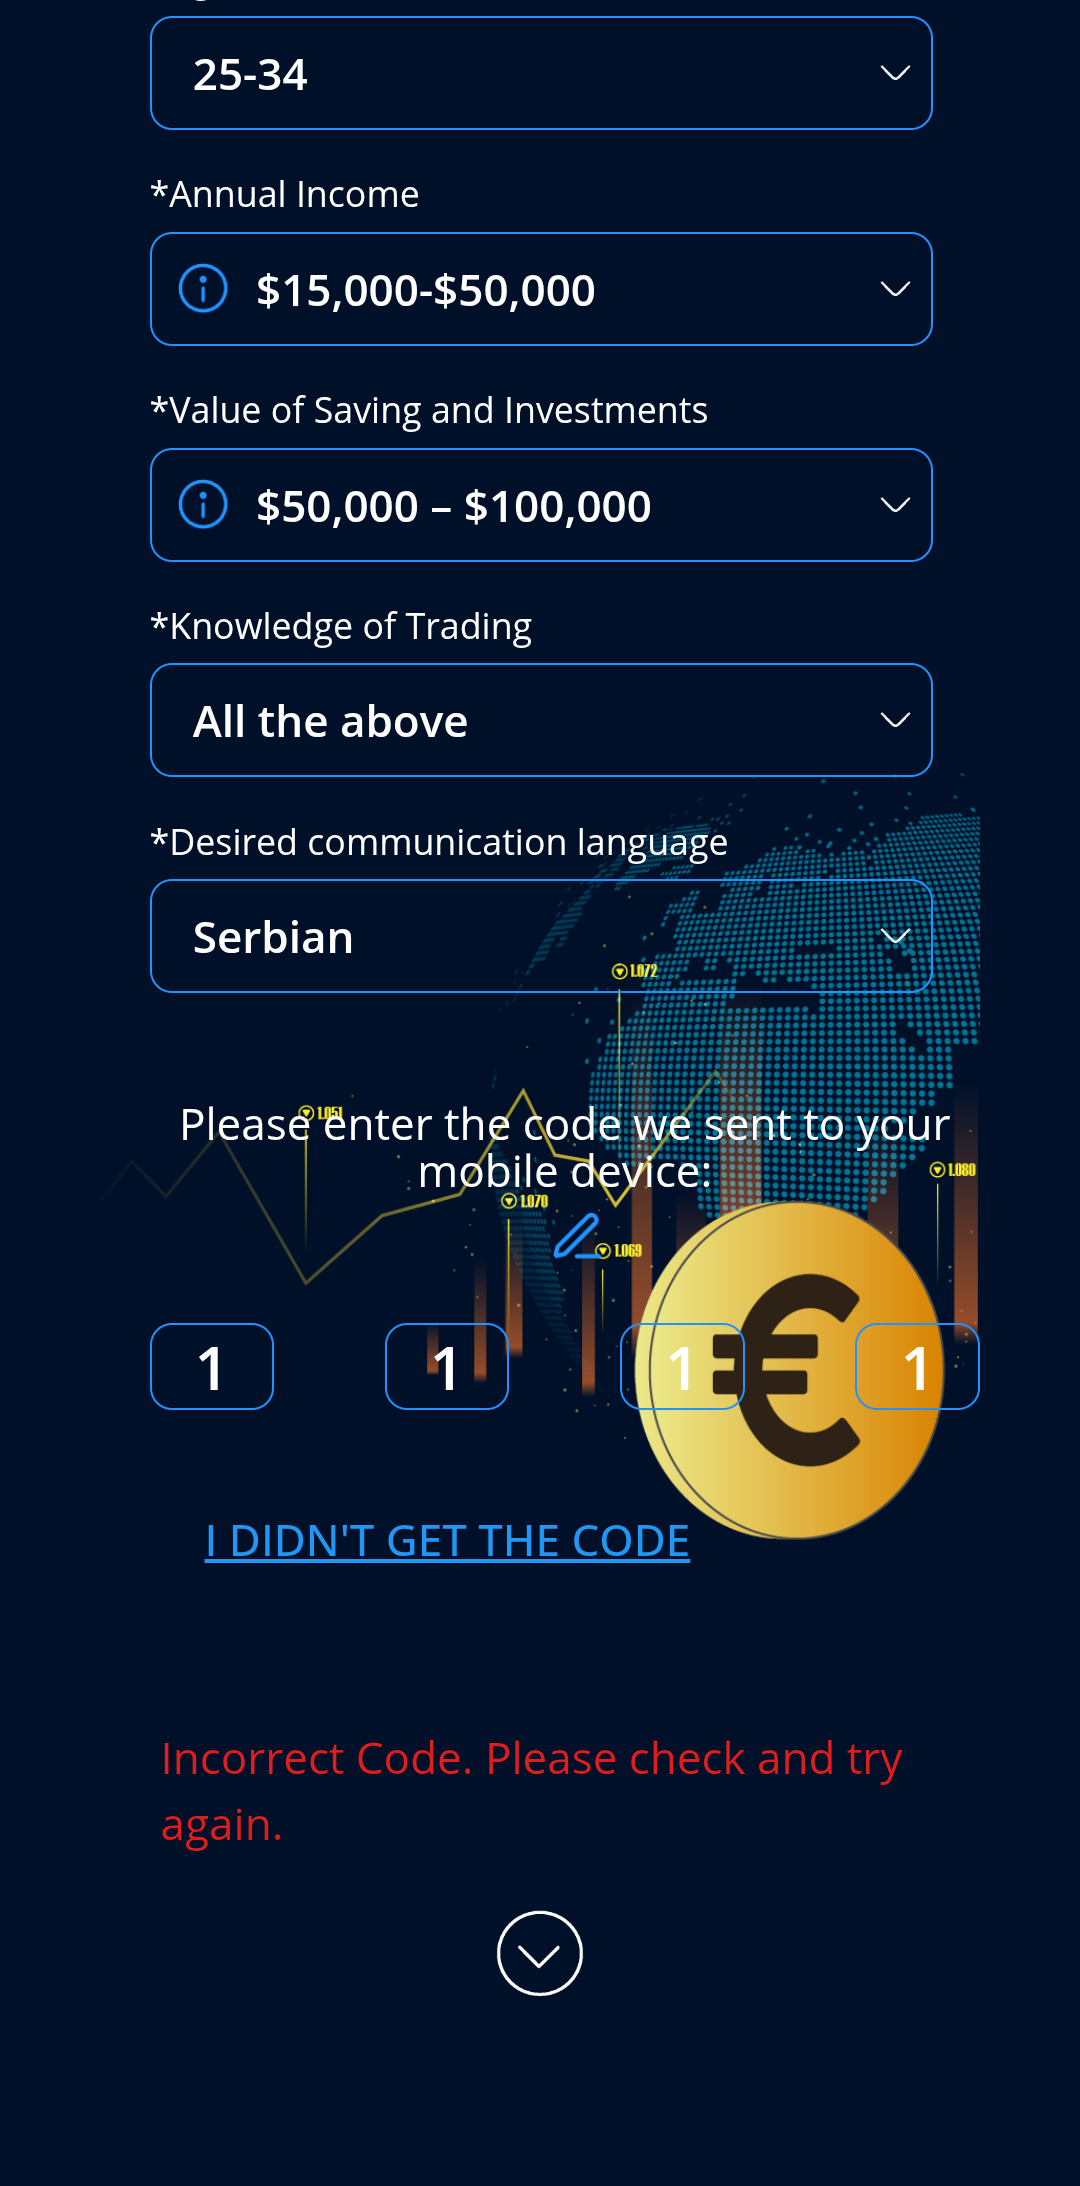 25-34
*Annual Income
$15,000-$50,000
*Value of Saving and Investments
$50,000 – $100,000
*Knowledge of Trading
All the above
*Desired communication language
Serbian
1.072
1.051
Please enter the code we sent to your
mobile device:
1.080
1.070
1.069
€
1 1 1 1
I DIDN'T GET THE CODE
Incorrect Code. Please check and try
again.